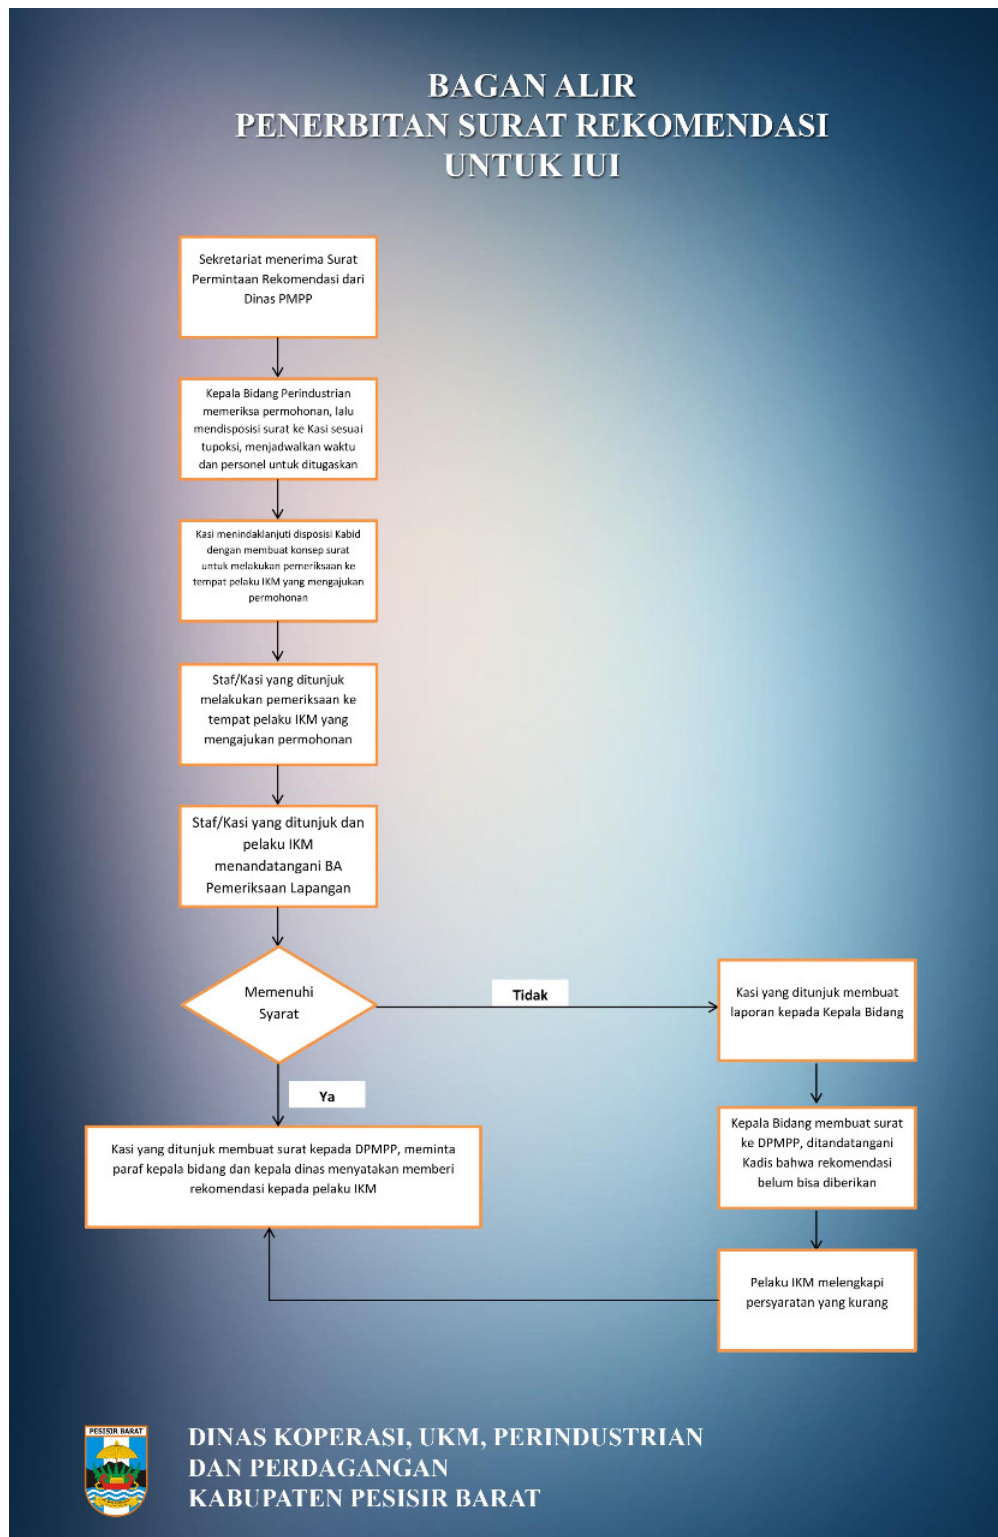 BAGAN ALIR
PENERBITAN SURAT REKOMENDASI
UNTUK IUI
Sekretariat menerima Surat
Permintaan Rekomendasi dari
Dinas PMPP
Kepala Bidang Perindustrian
memeriksa permohonan, lalu
mendisposisi surat ke Kasi sesuai
tupoksi, menjadwalkan waktu
dan personel untuk ditugaskan
Kasi menindaklanjuti disposisi Kabid
dengan membuat konsep surat
untuk melakukan pemeriksaan ke
tempat pelaku IKM yang mengajukan
permohonan
Staf/Kasi yang ditunjuk
melakukan pemeriksaan ke
tempat pelaku IKM yang
mengajukan permohonan
Staf/Kasi yang ditunjuk dan
pelaku IKM
menandatangani BA
Pemeriksaan Lapangan
Memenuhi
Syarat
Tidak
Kasi yang ditunjuk membuat
laporan kepada Kepala Bidang
Ya
Kasi yang ditunjuk membuat surat kepada DPMPP, meminta
paraf kepala bidang dan kepala dinas menyatakan memberi
rekomendasi kepada pelaku IKM
Kepala Bidang membuat surat
ke DPMPP, ditandatangani
Kadis bahwa rekomendasi
belum bisa diberikan
Pelaku IKM melengkapi
persyaratan yang kurang
PESISIR BARAT
DINAS KOPERASI, UKM, PERINDUSTRIAN
DAN PERDAGANGAN
KABUPATEN PESISIR BARAT